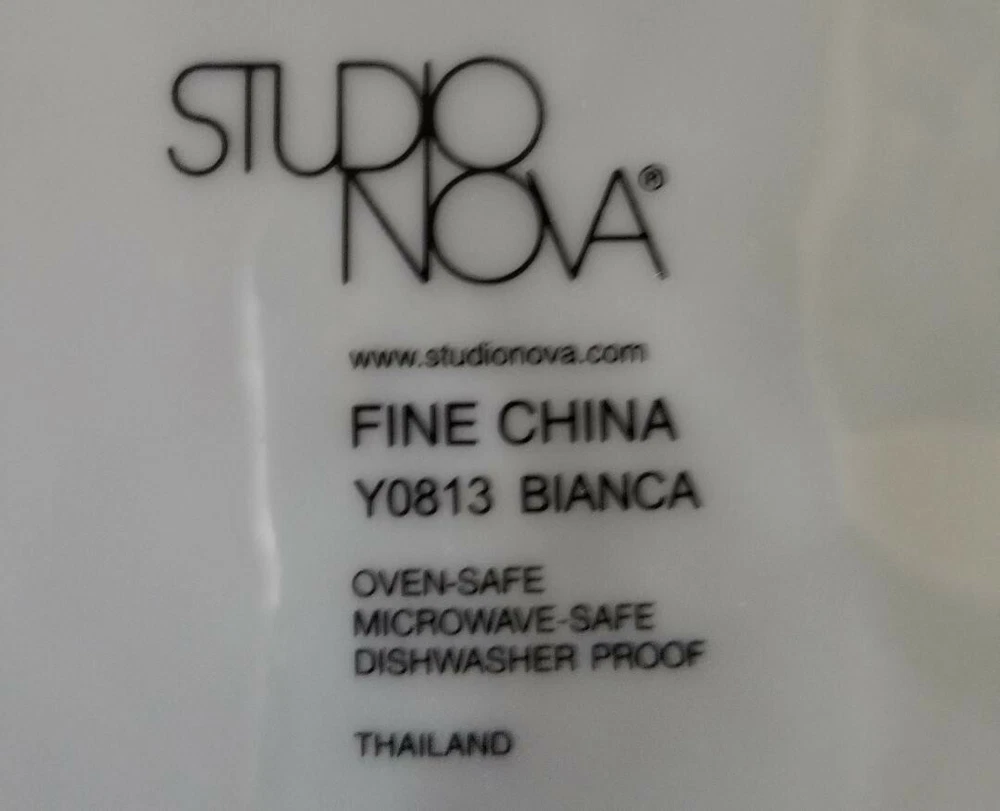 STUDIO
NOVA®
www.studionova.com
FINE CHINA
Y0813 BIANCA
OVEN-SAFE
MICROWAVE-SAFE
DISHWASHER PROOF
THAILAND